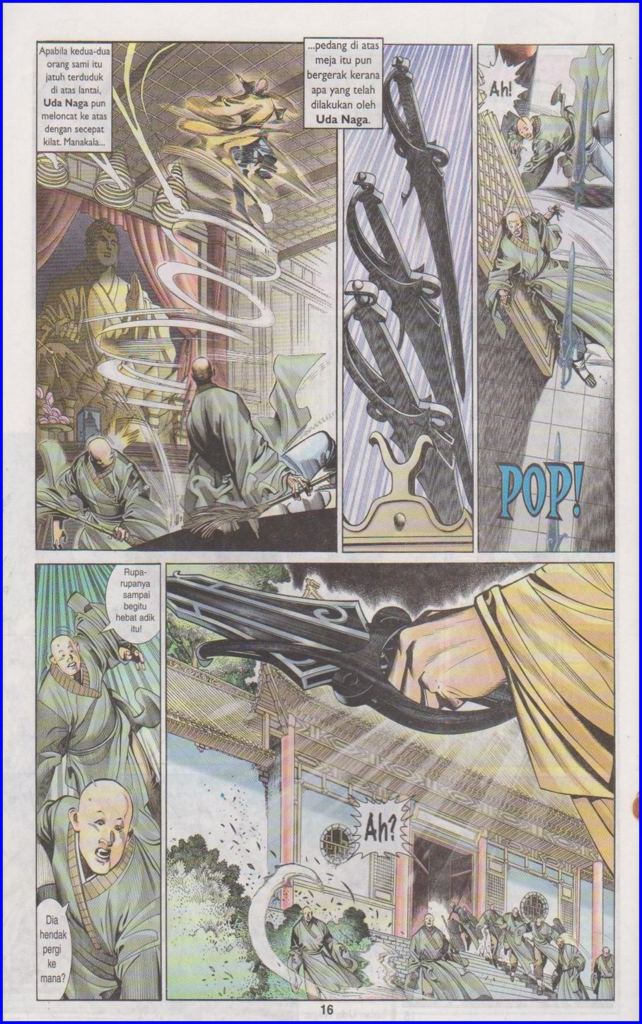 Apabila kedua-dua
orang sami itu
jatuh terduduk
di atas lantai,
Uda Naga pun
meloncat ke atas
dengan secepat
kilat. Manakala...
...pedang di atas
meja itu pun
bergerak kerana
apa yang telah
dilakukan oleh
Uda Naga.
Ah!
POP!
Rupa-
rupanya
sampai
begitu
hebat adik
itu!
Dia
hendak
pergi
ke
mana?
Ah?
16